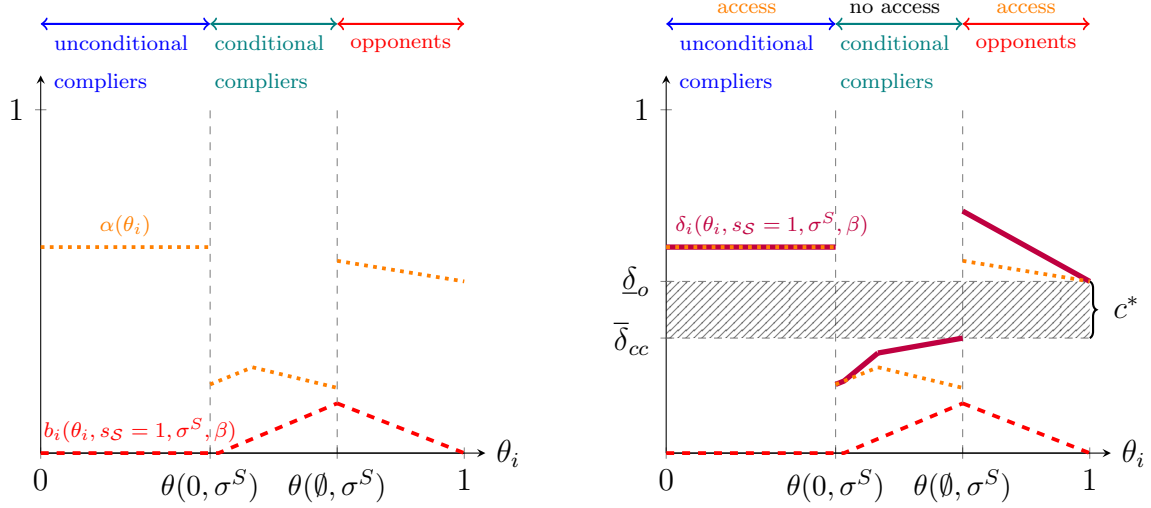 unconditional
compliers
conditional
compliers
opponents
1
α(θ_i)
b_i(θ_i, s_𝒮 = 1, σ^S, β)
0
θ(0, σ^S)
θ(∅, σ^S)
1
θ_i
access
no access
access
unconditional
compliers
conditional
compliers
opponents
1
δ_i(θ_i, s_𝒮 = 1, σ^S, β)
δ̲_o
δ̅_cc
c*
0
θ(0, σ^S)
θ(∅, σ^S)
1
θ_i